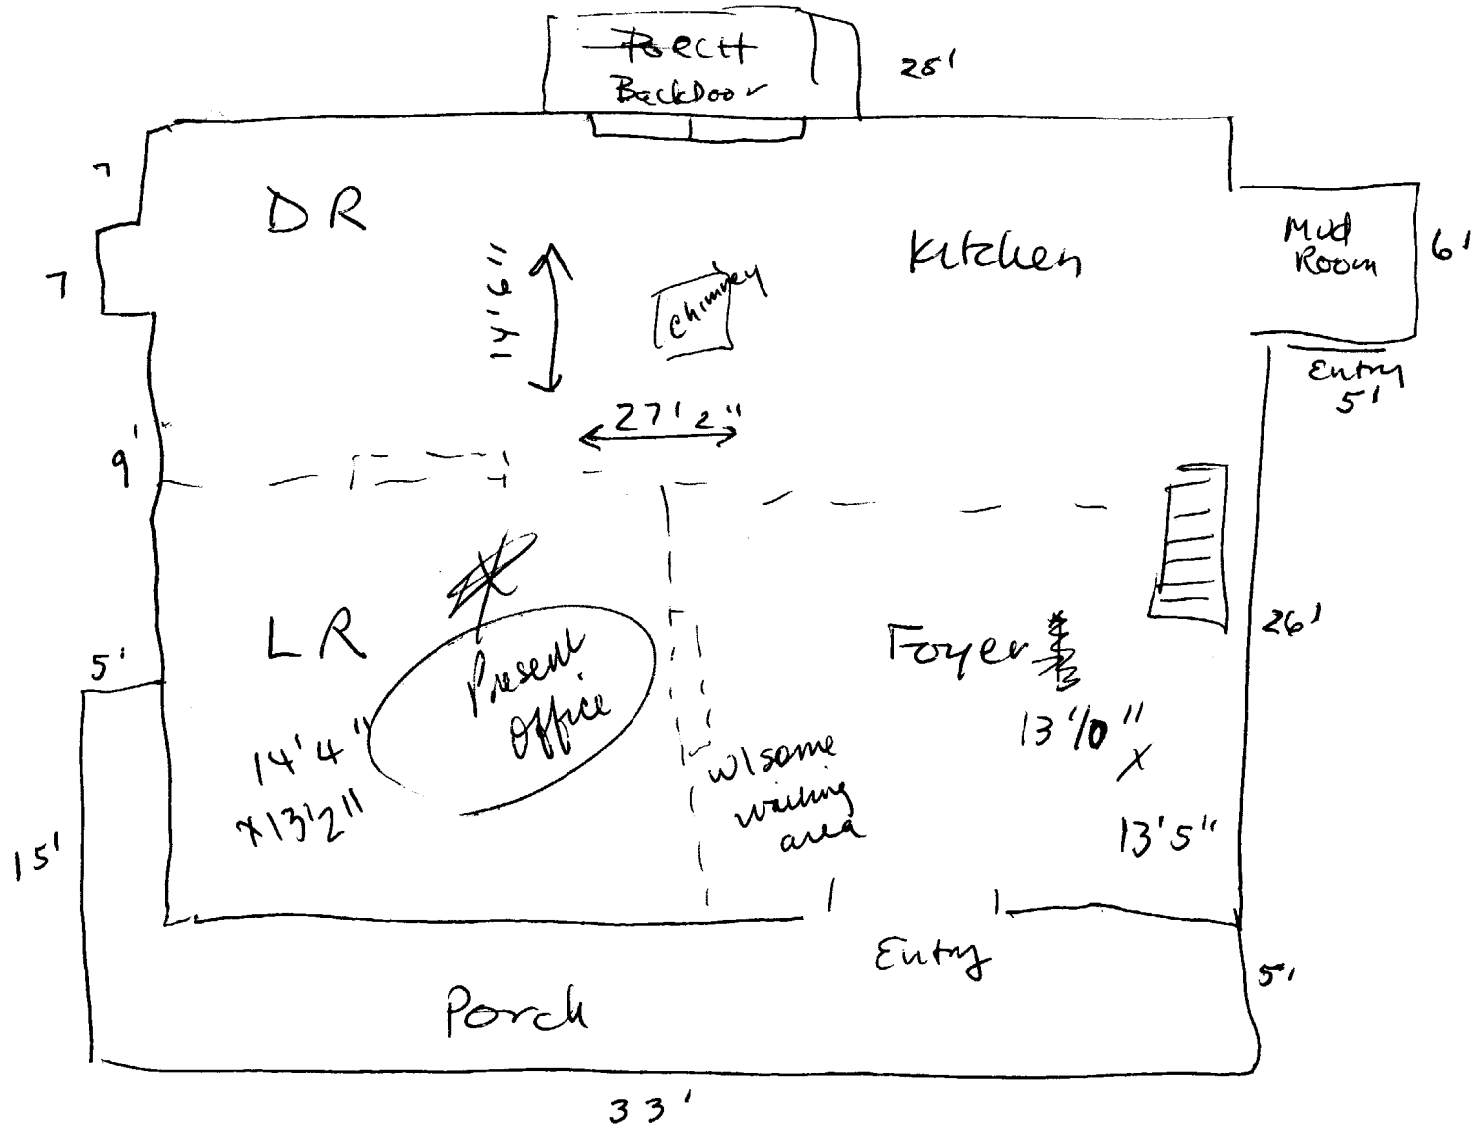 PORCH
BackDoor
28'
7
DR
Kitchen
Mud
Room
6'
7
14'6"
chimney
Entry
5'
27'2"
9'
LR
Present
Office
Foyer
26'
5'
14'4"
x13'2"
w/some
waiting
area
13'10"
x
13'5"
15'
Entry
5'
Porch
33'